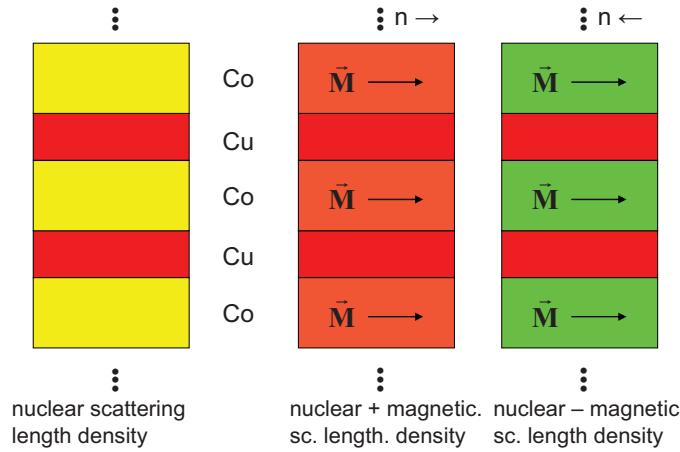 n →
n ←
Co
Cu
Co
Cu
Co
M⃗
M⃗
M⃗
M⃗
M⃗
M⃗
nuclear scattering
length density
nuclear + magnetic.
sc. length. density
nuclear – magnetic
sc. length density